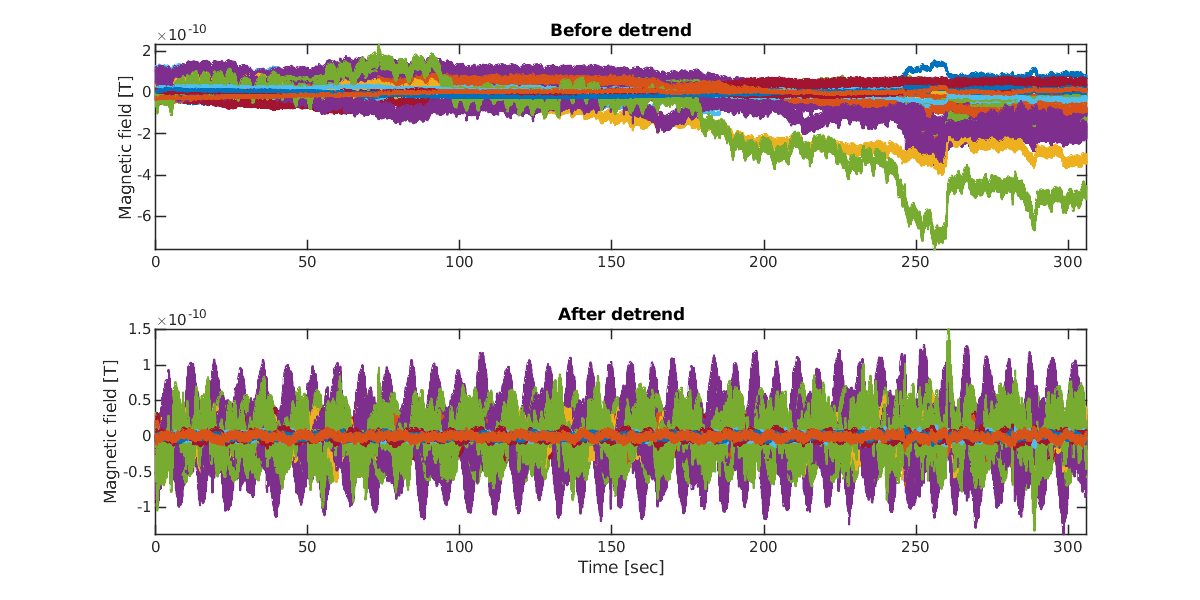 Before detrend
×10-10
Magnetic field [T]
2
0
-2
-4
-6
0 50 100 150 200 250 300
After detrend
×10-10
Magnetic field [T]
1.5
1
0.5
0
-0.5
-1
0 50 100 150 200 250 300
Time [sec]